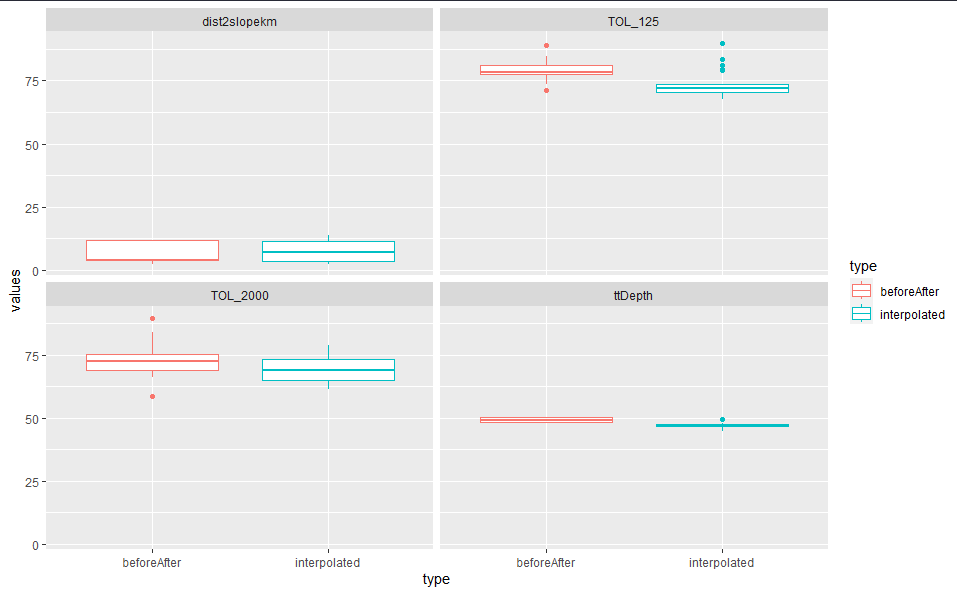 dist2slopekm
TOL_125
75
50
25
0
TOL_2000
ttDepth
75
50
25
0
beforeAfter
interpolated
beforeAfter
interpolated
type
values
type
beforeAfter
interpolated